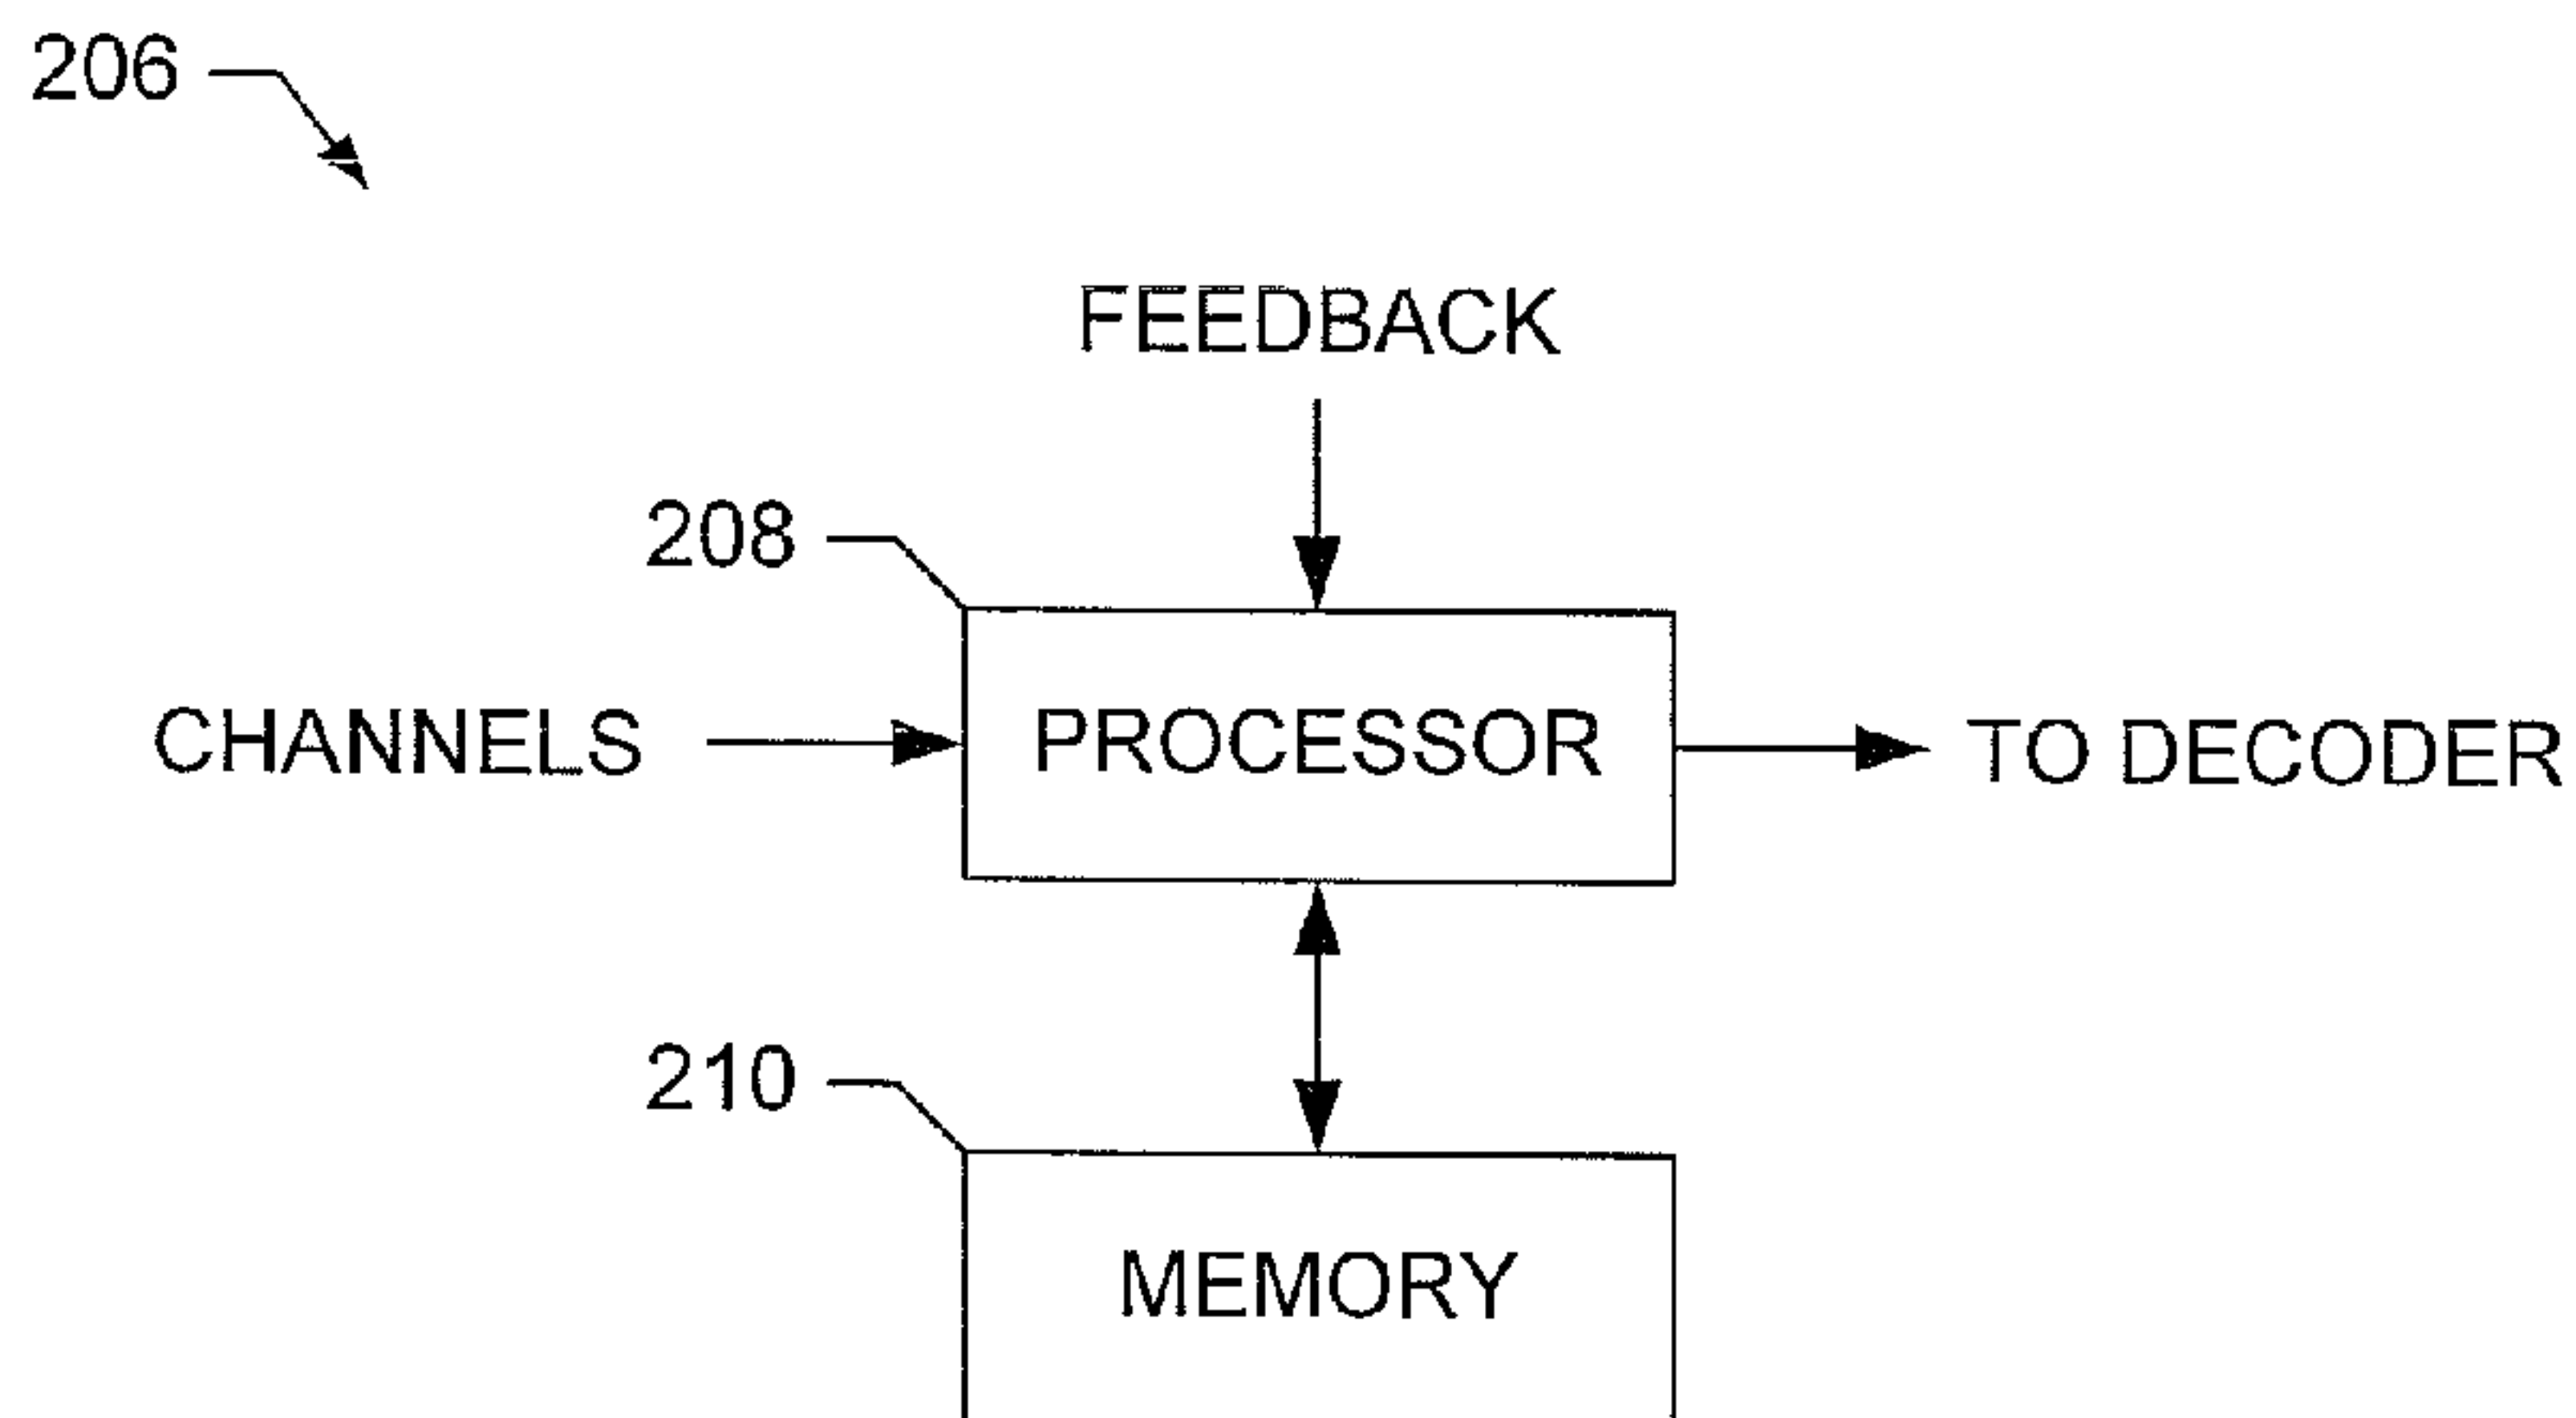 206
FEEDBACK
208
CHANNELS
PROCESSOR
TO DECODER
210
MEMORY